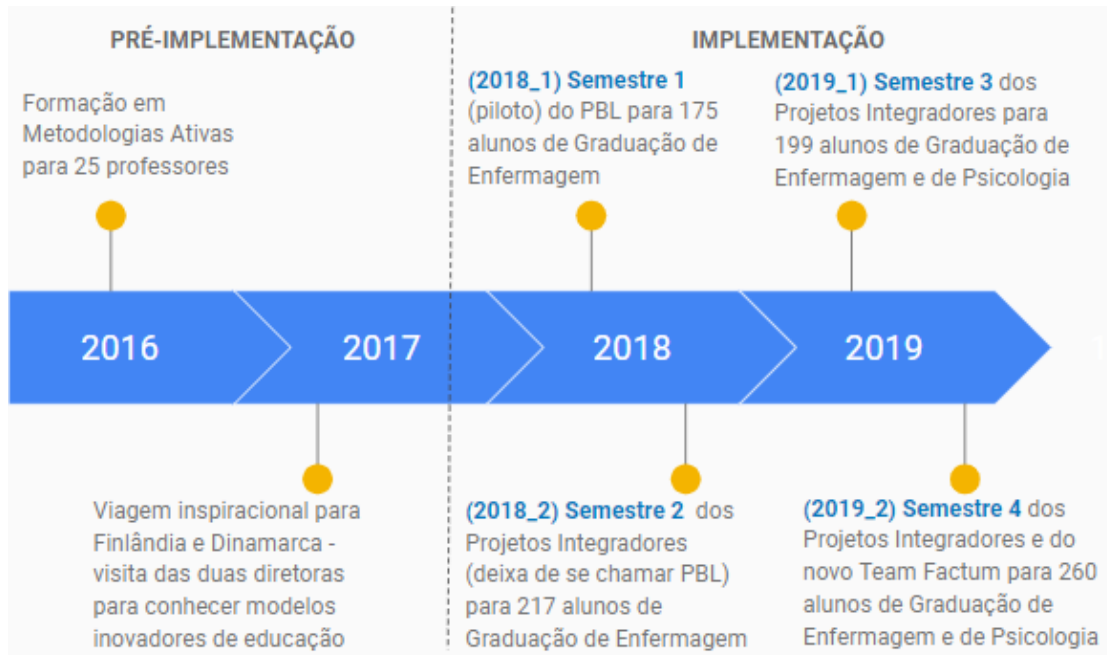 PRÉ-IMPLEMENTAÇÃO
IMPLEMENTAÇÃO
Formação em
Metodologias Ativas
para 25 professores
(2018_1) Semestre 1
(piloto) do PBL para 175
alunos de Graduação de
Enfermagem
(2019_1) Semestre 3 dos
Projetos Integradores para
199 alunos de Graduação de
Enfermagem e de Psicologia
2016
2017
2018
2019
1
Viagem inspiracional para
Finlândia e Dinamarca -
visita das duas diretoras
para conhecer modelos
inovadores de educação
(2018_2) Semestre 2 dos
Projetos Integradores
(deixa de se chamar PBL)
para 217 alunos de
Graduação de Enfermagem
(2019_2) Semestre 4 dos
Projetos Integradores e do
novo Team Factum para 260
alunos de Graduação de
Enfermagem e de Psicologia